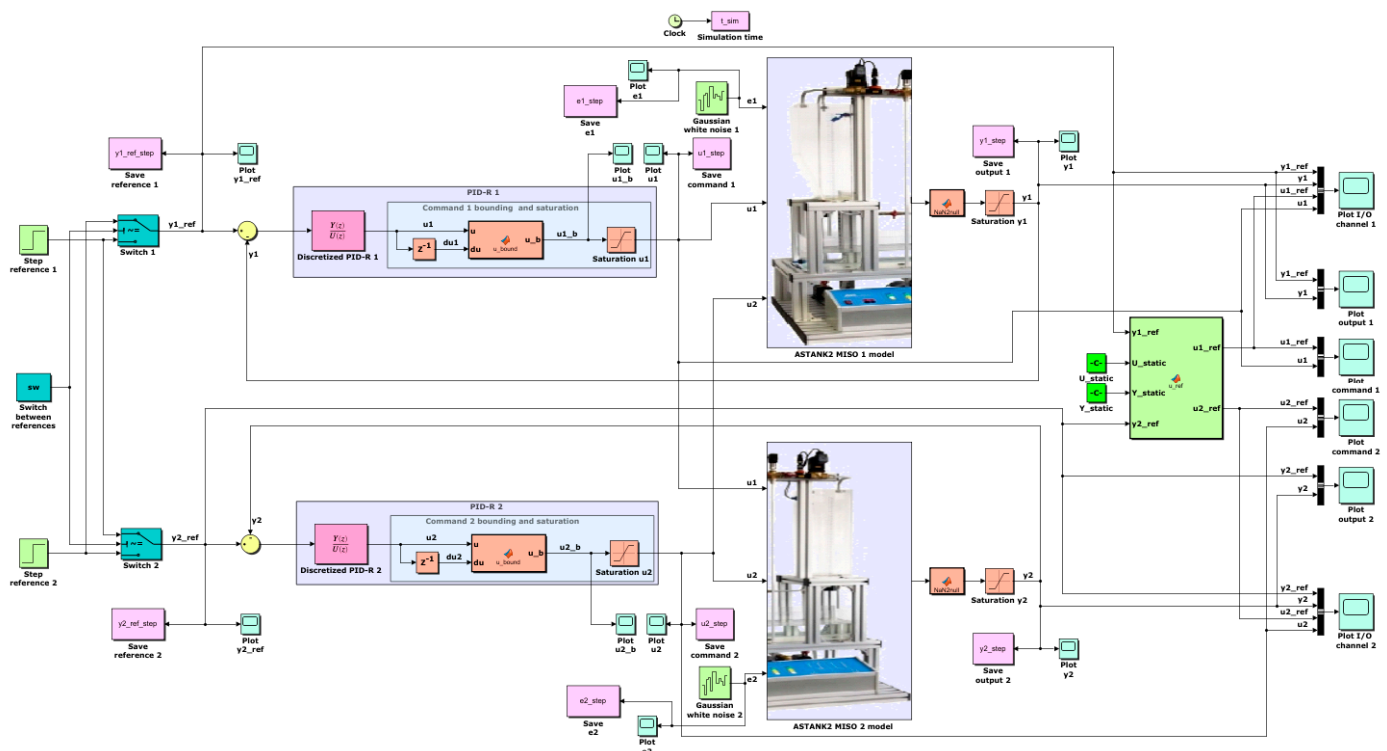 t_sim
Clock
Simulation time
Plot
e1
e1_step
Save
e1
Gaussian
white noise 1
e1
y1_ref_step
Save
reference 1
Plot
y1_ref
Plot
u1_b
Plot
u1
u1_step
Save
command 1
y1_step
Save
output 1
Plot
y1
PID-R 1
Command 1 bounding and saturation
Step
reference 1
~=
Switch 1
y1_ref
y1
Y(z)
U(z)
Discretized PID-R 1
u1
Z-1
du1
u
du
u_b
u_bound
u1_b
Saturation u1
u1
u2
ASTANK2 MISO 1 model
NaN2null
Saturation y1
y1
y1_ref
y1
u1_ref
u1
Plot I/O
channel 1
y1_ref
y1
Plot
output 1
y1_ref
U_static
Y_static
y2_ref
u_ref
u1_ref
u2_ref
-C-
U_static
-C-
Y_static
u1_ref
u1
Plot
command 1
u2_ref
u2
Plot
command 2
y2_ref
y2
Plot
output 2
sw
Switch
between
references
PID-R 2
Command 2 bounding and saturation
Step
reference 2
~=
Switch 2
y2_ref
y2
Y(z)
U(z)
Discretized PID-R 2
u2
Z-1
du2
u
du
u_b
u_bound
u2_b
Saturation u2
u1
u2
e2
ASTANK2 MISO 2 model
NaN2null
Saturation y2
y2
y2_ref
y2
u2_ref
u2
Plot I/O
channel 2
y2_ref_step
Save
reference 2
Plot
y2_ref
Plot
u2_b
Plot
u2
u2_step
Save
command 2
y2_step
Save
output 2
Plot
y2
Gaussian
white noise 2
e2_step
Save
e2
Plot